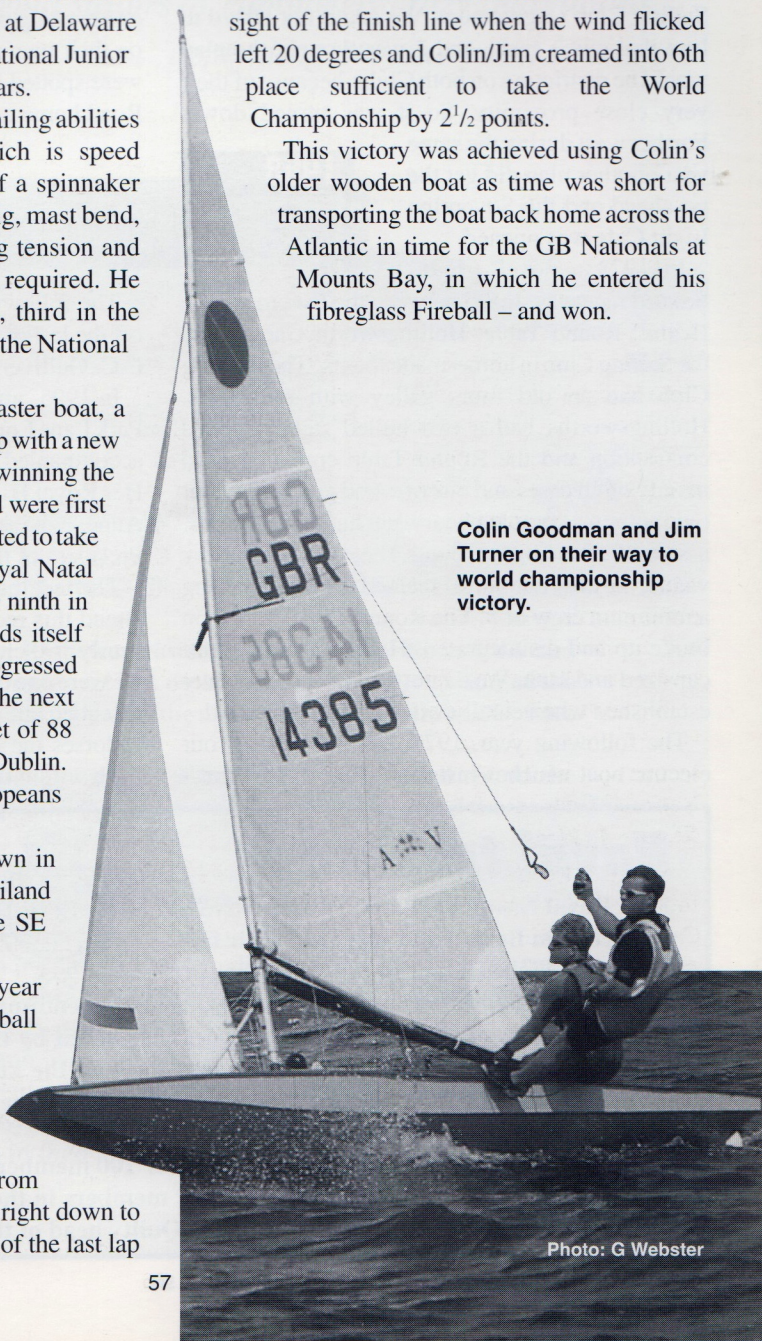 at Delawarre
ational Junior
ars.
ailing abilities
ich is speed
f a spinnaker
g, mast bend,
g tension and
required. He
, third in the
the National
aster boat, a
p with a new
winning the
d were first
ted to take
yal Natal
ninth in
ds itself
gressed
he next
et of 88
Dublin.
opeans
wn in
iland
e SE
year
ball
rom
right down to
of the last lap
sight of the finish line when the wind flicked
left 20 degrees and Colin/Jim creamed into 6th
place sufficient to take the World
Championship by 2 1/2 points.
This victory was achieved using Colin's
older wooden boat as time was short for
transporting the boat back home across the
Atlantic in time for the GB Nationals at
Mounts Bay, in which he entered his
fibreglass Fireball – and won.
GBR
GBR
14385
14385
A V
Colin Goodman and Jim
Turner on their way to
world championship
victory.
Photo: G Webster
57